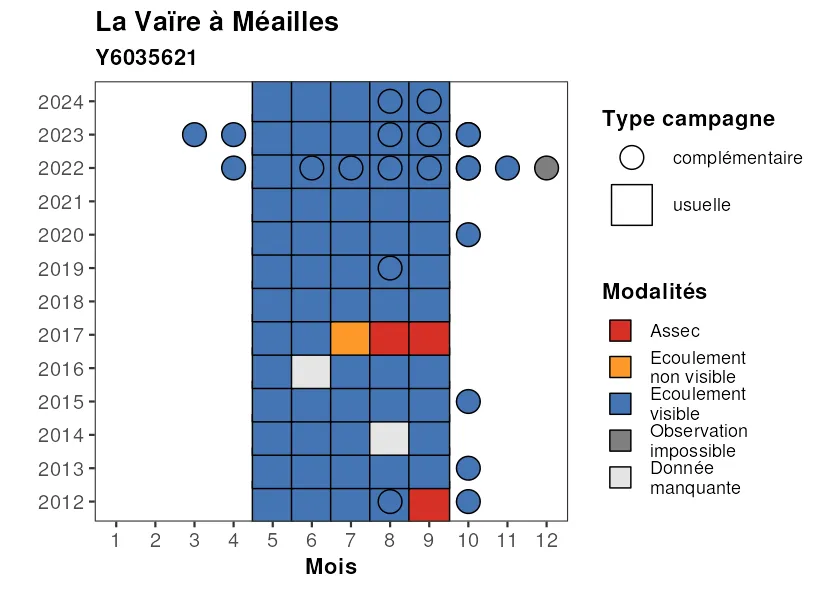 La Vaïre à Méailles
Y6035621
2024
2023
2022
2021
2020
2019
2018
2017
2016
2015
2014
2013
2012
1 2 3 4 5 6 7 8 9 10 11 12
Mois
Type campagne
complémentaire
usuelle
Modalités
Assec
Ecoulement
non visible
Ecoulement
visible
Observation
impossible
Donnée
manquante